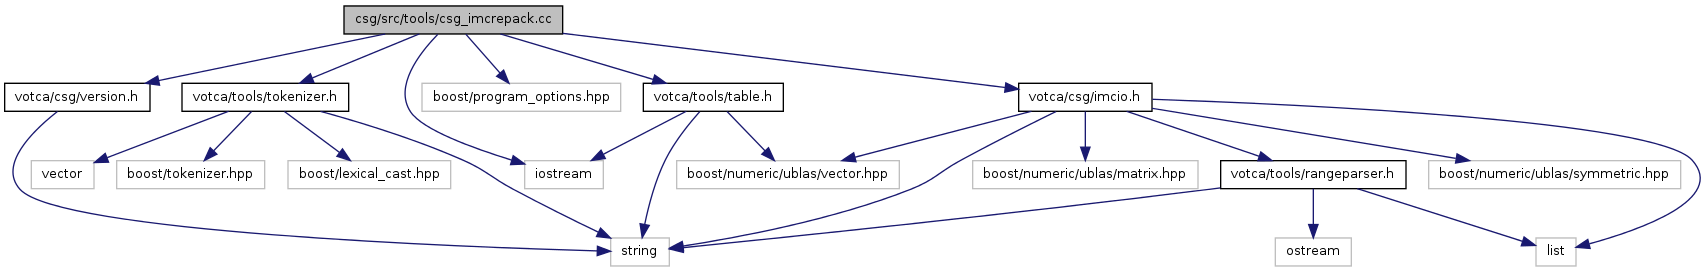 csg/src/tools/csg_imcrepack.cc
votca/csg/version.h
votca/tools/tokenizer.h
boost/program_options.hpp
votca/tools/table.h
votca/csg/imcio.h
vector
boost/tokenizer.hpp
boost/lexical_cast.hpp
iostream
boost/numeric/ublas/vector.hpp
boost/numeric/ublas/matrix.hpp
votca/tools/rangeparser.h
boost/numeric/ublas/symmetric.hpp
string
ostream
list